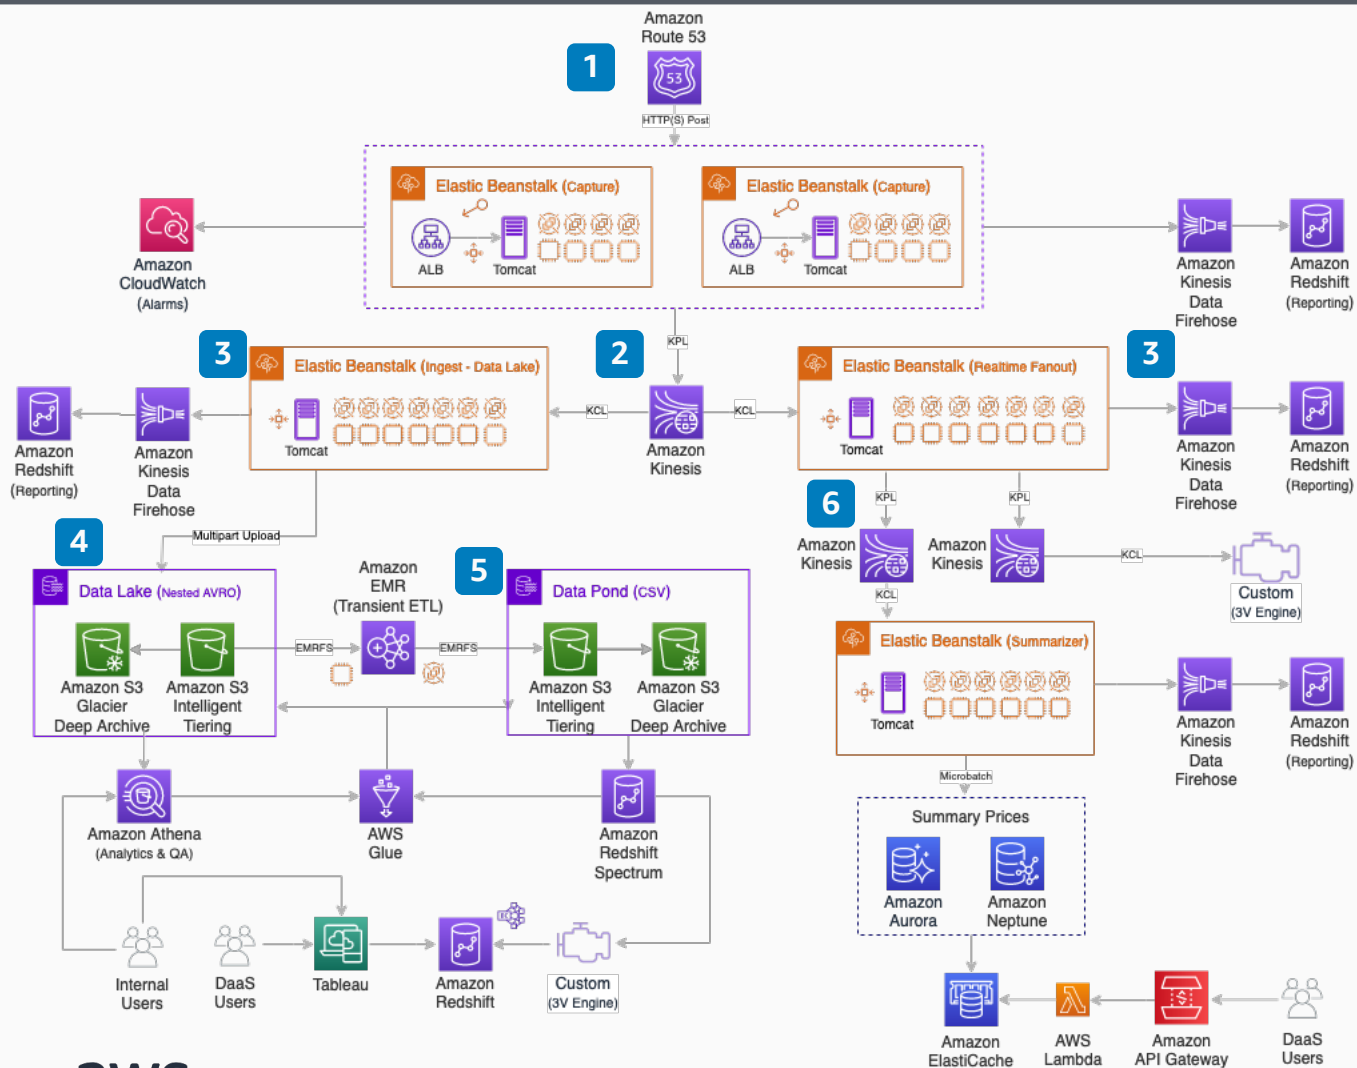 Amazon
Route 53
1
53
HTTP(S) Post
Elastic Beanstalk (Capture)
ALB
Tomcat
Elastic Beanstalk (Capture)
ALB
Tomcat
Amazon
CloudWatch
(Alarms)
Amazon
Kinesis
Data
Firehose
Amazon
Redshift
(Reporting)
KPL
3
Elastic Beanstalk (Ingest - Data Lake)
Tomcat
2
KCL
KCL
Amazon
Kinesis
Elastic Beanstalk (Realtime Fanout)
Tomcat
3
Amazon
Redshift
(Reporting)
Amazon
Kinesis
Data
Firehose
Amazon
Kinesis
Data
Firehose
Amazon
Redshift
(Reporting)
Multipart Upload
KPL
KPL
6
Amazon
Kinesis
Amazon
Kinesis
KCL
Custom
(3V Engine)
KCL
4
Data Lake (Nested AVRO)
Amazon S3
Glacier
Deep Archive
Amazon S3
Intelligent
Tiering
Amazon
EMR
(Transient ETL)
EMRFS
EMRFS
5
Data Pond (CSV)
Amazon S3
Intelligent
Tiering
Amazon S3
Glacier
Deep Archive
Elastic Beanstalk (Summarizer)
Tomcat
Amazon
Kinesis
Data
Firehose
Amazon
Redshift
(Reporting)
Microbatch
Amazon Athena
(Analytics & QA)
AWS
Glue
Amazon
Redshift
Spectrum
Summary Prices
Amazon
Aurora
Amazon
Neptune
Internal
Users
DaaS
Users
Tableau
Amazon
Redshift
Custom
(3V Engine)
Amazon
ElastiCache
AWS
Lambda
Amazon
API Gateway
DaaS
Users
aws